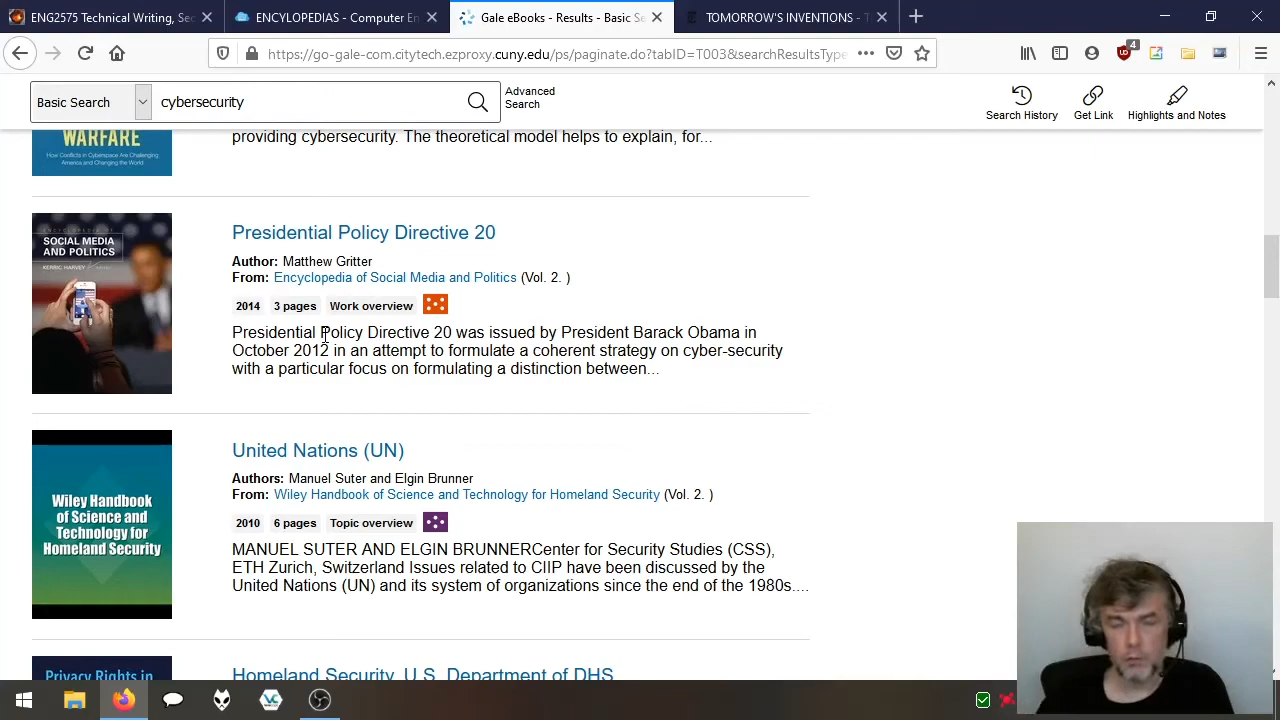 ENG2575 Technical Writing, Sec
ENCYLOPEDIAS - Computer En
Gale eBooks - Results - Basic Se
TOMORROW'S INVENTIONS - T
https://go-gale-com.citytech.ezproxy.cuny.edu/ps/paginate.do?tabID=T003&searchResultsType
4
Basic Search
cybersecurity
Advanced
Search
Search History
Get Link
Highlights and Notes
WARFARE
How Conflicts in Cyberspace Are Challenging
America and Changing the World
providing cybersecurity. The theoretical model helps to explain, for...
ENCYCLOPEDIA OF
SOCIAL MEDIA
AND POLITICS
KERRIC HARVEY
Presidential Policy Directive 20
Author: Matthew Gritter
From: Encyclopedia of Social Media and Politics (Vol. 2. )
2014 3 pages Work overview
Presidential Policy Directive 20 was issued by President Barack Obama in
October 2012 in an attempt to formulate a coherent strategy on cyber-security
with a particular focus on formulating a distinction between...
Wiley Handbook
of Science and
Technology for
Homeland Security
United Nations (UN)
Authors: Manuel Suter and Elgin Brunner
From: Wiley Handbook of Science and Technology for Homeland Security (Vol. 2. )
2010 6 pages Topic overview
MANUEL SUTER AND ELGIN BRUNNERCenter for Security Studies (CSS),
ETH Zurich, Switzerland Issues related to CIIP have been discussed by the
United Nations (UN) and its system of organizations since the end of the 1980s....
Privacy Rights in
Homeland Security, U.S. Department of DHS